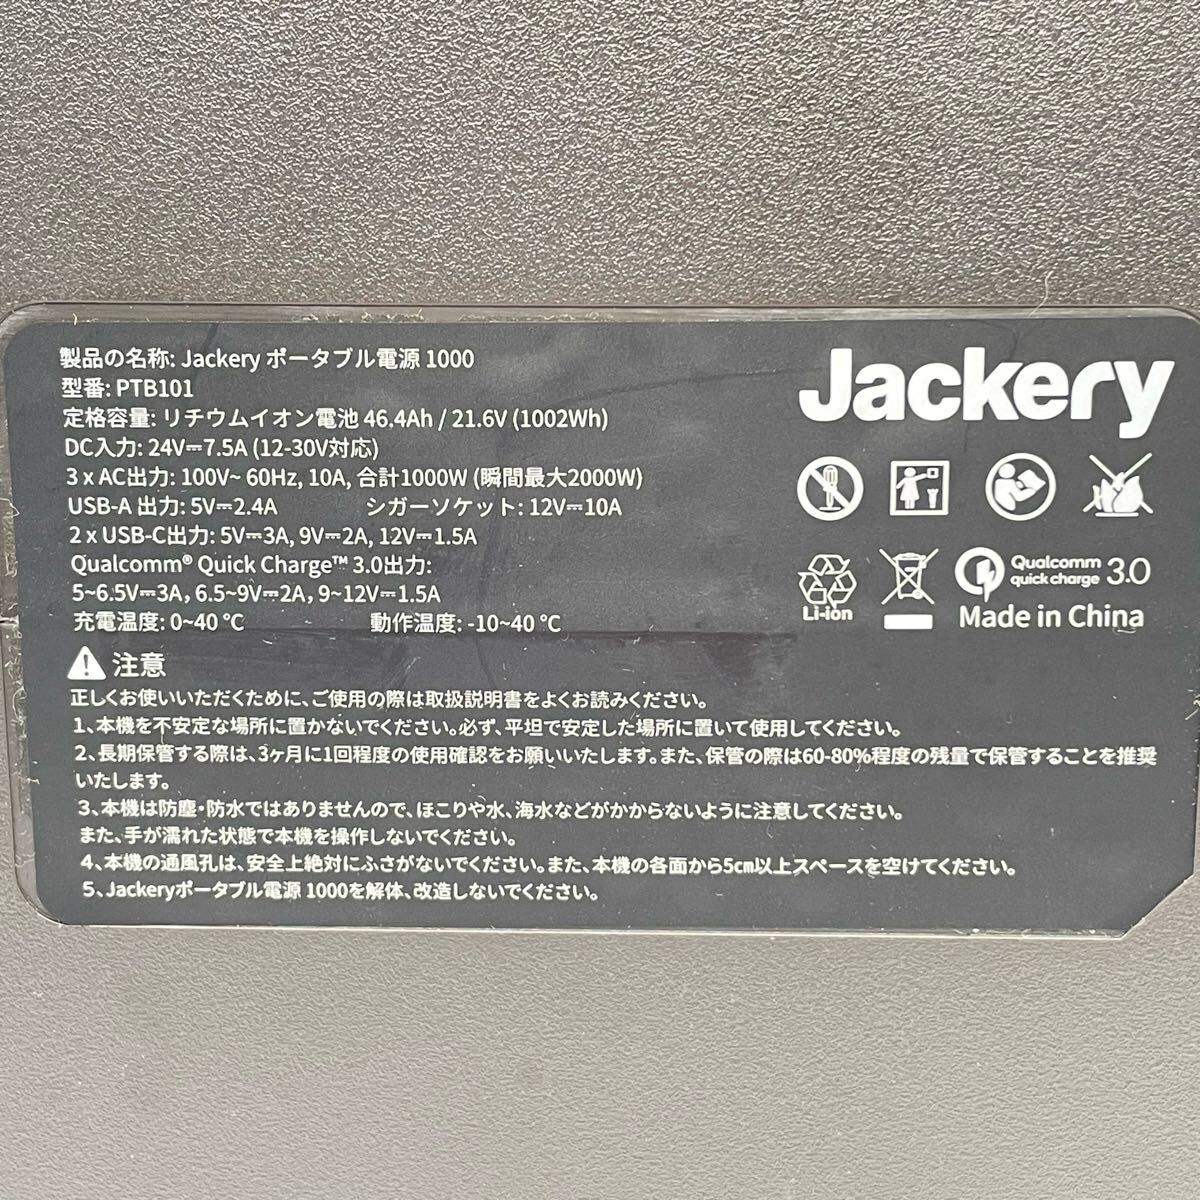 製品の名称: Jackery ポータブル電源 1000
型番: PTB101
定格容量: リチウムイオン電池 46.4Ah / 21.6V (1002Wh)
DC入力: 24V⎓7.5A (12-30V対応)
3 x AC出力: 100V~ 60Hz, 10A, 合計1000W (瞬間最大2000W)
USB-A 出力: 5V⎓2.4A シガーソケット: 12V⎓10A
2 x USB-C出力: 5V⎓3A, 9V⎓2A, 12V⎓1.5A
Qualcomm® Quick Charge™ 3.0出力:
5~6.5V⎓3A, 6.5~9V⎓2A, 9~12V⎓1.5A
充電温度: 0~40 °C 動作温度: -10~40 °C
Jackery
Li-ion
Qualcomm
quick charge 3.0
Made in China
注意
正しくお使いいただくために、ご使用の際は取扱説明書をよくお読みください。
1、本機を不安定な場所に置かないでください。必ず、平坦で安定した場所に置いて使用してください。
2、長期保管する際は、3ヶ月に1回程度の使用確認をお願いいたします。また、保管の際は60-80%程度の残量で保管することを推奨
いたします。
3、本機は防塵・防水ではありませんので、ほこりや水、海水などがかからないように注意してください。
また、手が濡れた状態で本機を操作しないでください。
4、本機の通風孔は、安全上絶対にふさがないでください。また、本機の各面から5㎝以上スペースを空けてください。
5、Jackeryポータブル電源 1000を解体、改造しないでください。